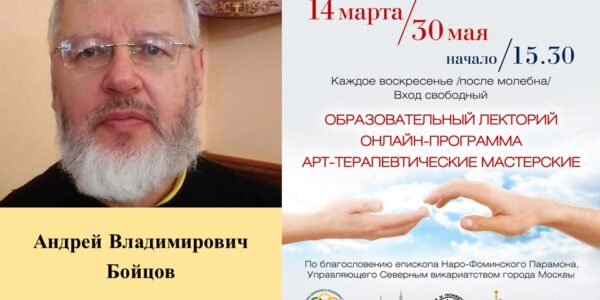 Андрей Владимирович
Бойцов
14 марта/30 мая
начало/15.30
Каждое воскресенье /после молебна/
Вход свободный
ОБРАЗОВАТЕЛЬНЫЙ ЛЕКТОРИЙ
ОНЛАЙН-ПРОГРАММА
АРТ-ТЕРАПЕВТИЧЕСКИЕ МАСТЕРСКИЕ
По благословению епископа Наро-Фоминского Парамона,
Управляющего Северным викариатством города Москвы